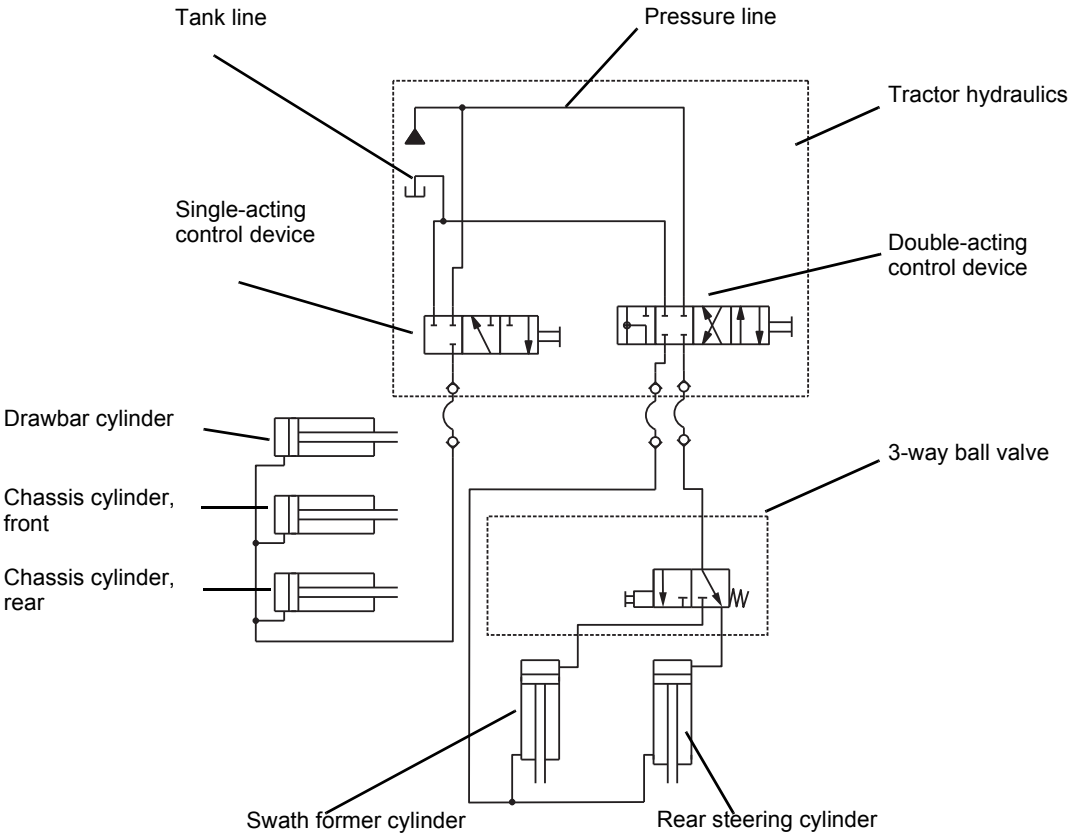 Tank line
Pressure line
Tractor hydraulics
Single-acting
control device
Double-acting
control device
Drawbar cylinder
3-way ball valve
Chassis cylinder,
front
Chassis cylinder,
rear
Swath former cylinder
Rear steering cylinder